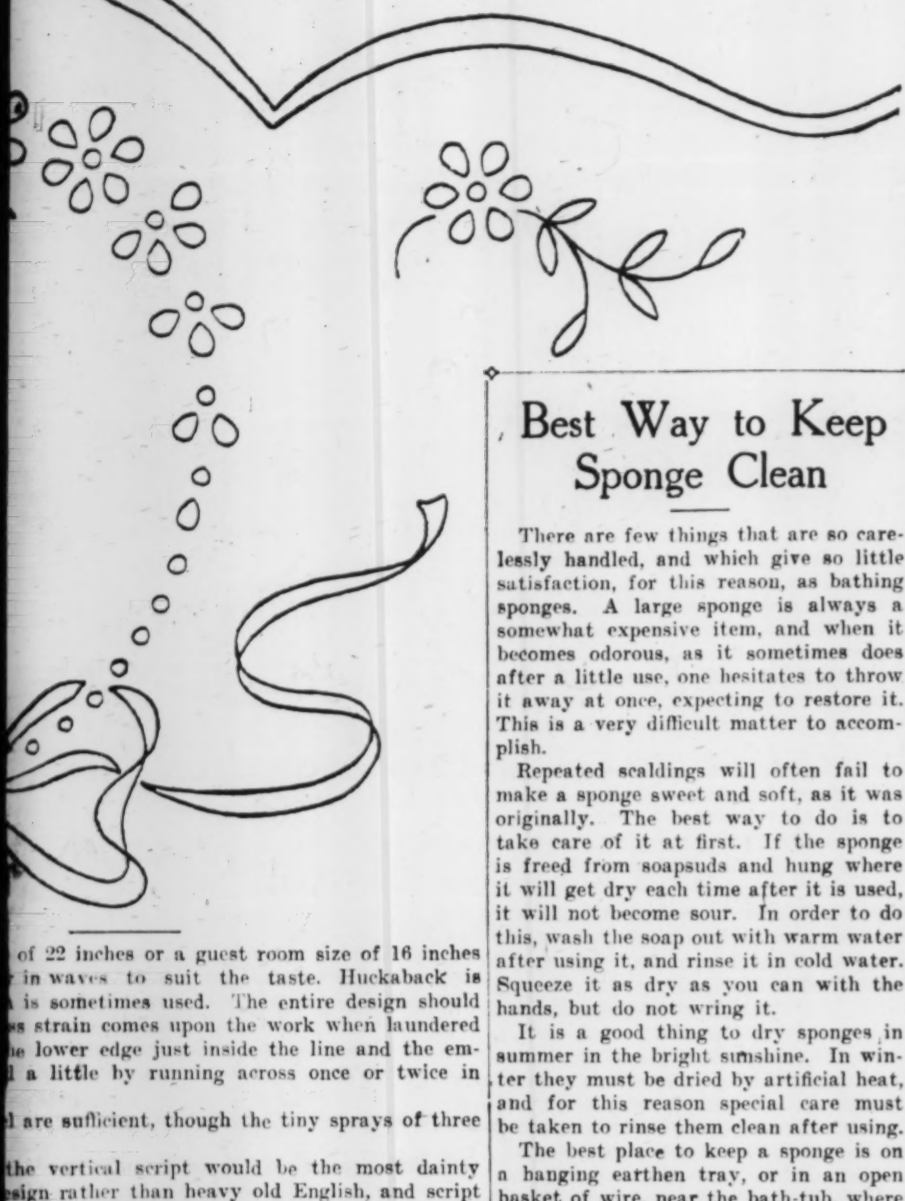 of 22 inches or a guest room size of 16 inches
in waves to suit the taste. Huckaback is
is sometimes used. The entire design should
strain comes upon the work when laundered
lower edge just inside the line and the em-
a little by running across once or twice in
are sufficient, though the tiny sprays of three
the vertical script would be the most dainty
rather than heavy old English, and script
Best Way to Keep
Sponge Clean
There are few things that are so care-
lessly handled, and which give so little
satisfaction, for this reason, as bathing
sponges. A large sponge is always a
somewhat expensive item, and when it
becomes odorous, as it sometimes does
after a little use, one hesitates to throw
it away at once, expecting to restore it.
This is a very difficult matter to accom-
plish.
Repeated scaldings will often fail to
make a sponge sweet and soft, as it was
originally. The best way to do is to
take care of it at first. If the sponge
is freed from soapsuds and hung where
it will get dry each time after it is used,
it will not become sour. In order to do
this, wash the soap out with warm water
after using it, and rinse it in cold water.
Squeeze it as dry as you can with the
hands, but do not wring it.
It is a good thing to dry sponges in
summer in the bright sunshine. In win-
ter they must be dried by artificial heat,
and for this reason special care must
be taken to rinse them clean after using.
The best place to keep a sponge is on
a hanging earthen tray, or in an open
basket of wire, near the bath-tub where